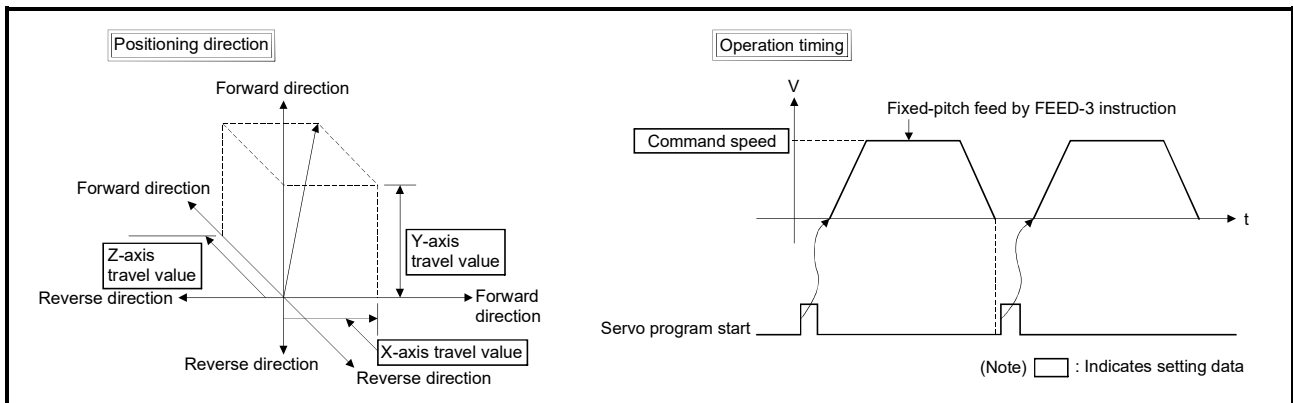 Positioning direction
Forward direction
Forward direction
Z-axis
travel value
Y-axis
travel value
Reverse direction
Forward
direction
X-axis travel value
Reverse direction
Reverse direction
Operation timing
V
Fixed-pitch feed by FEED-3 instruction
Command speed
t
Servo program start
(Note) : Indicates setting data